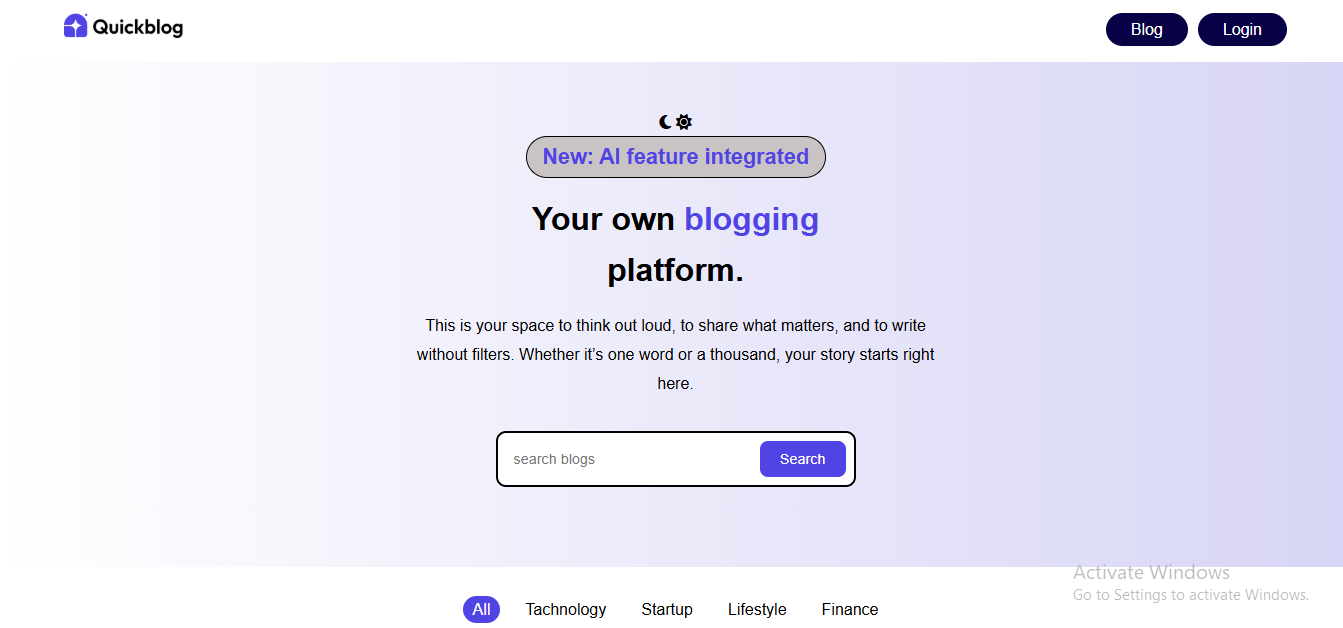 Quickblog
Blog
Login
New: AI feature integrated
Your own blogging
platform.
This is your space to think out loud, to share what matters, and to write
without filters. Whether it’s one word or a thousand, your story starts right
here.
search blogs
Search
Activate Windows
Go to Settings to activate Windows.
All
Tachnology
Startup
Lifestyle
Finance